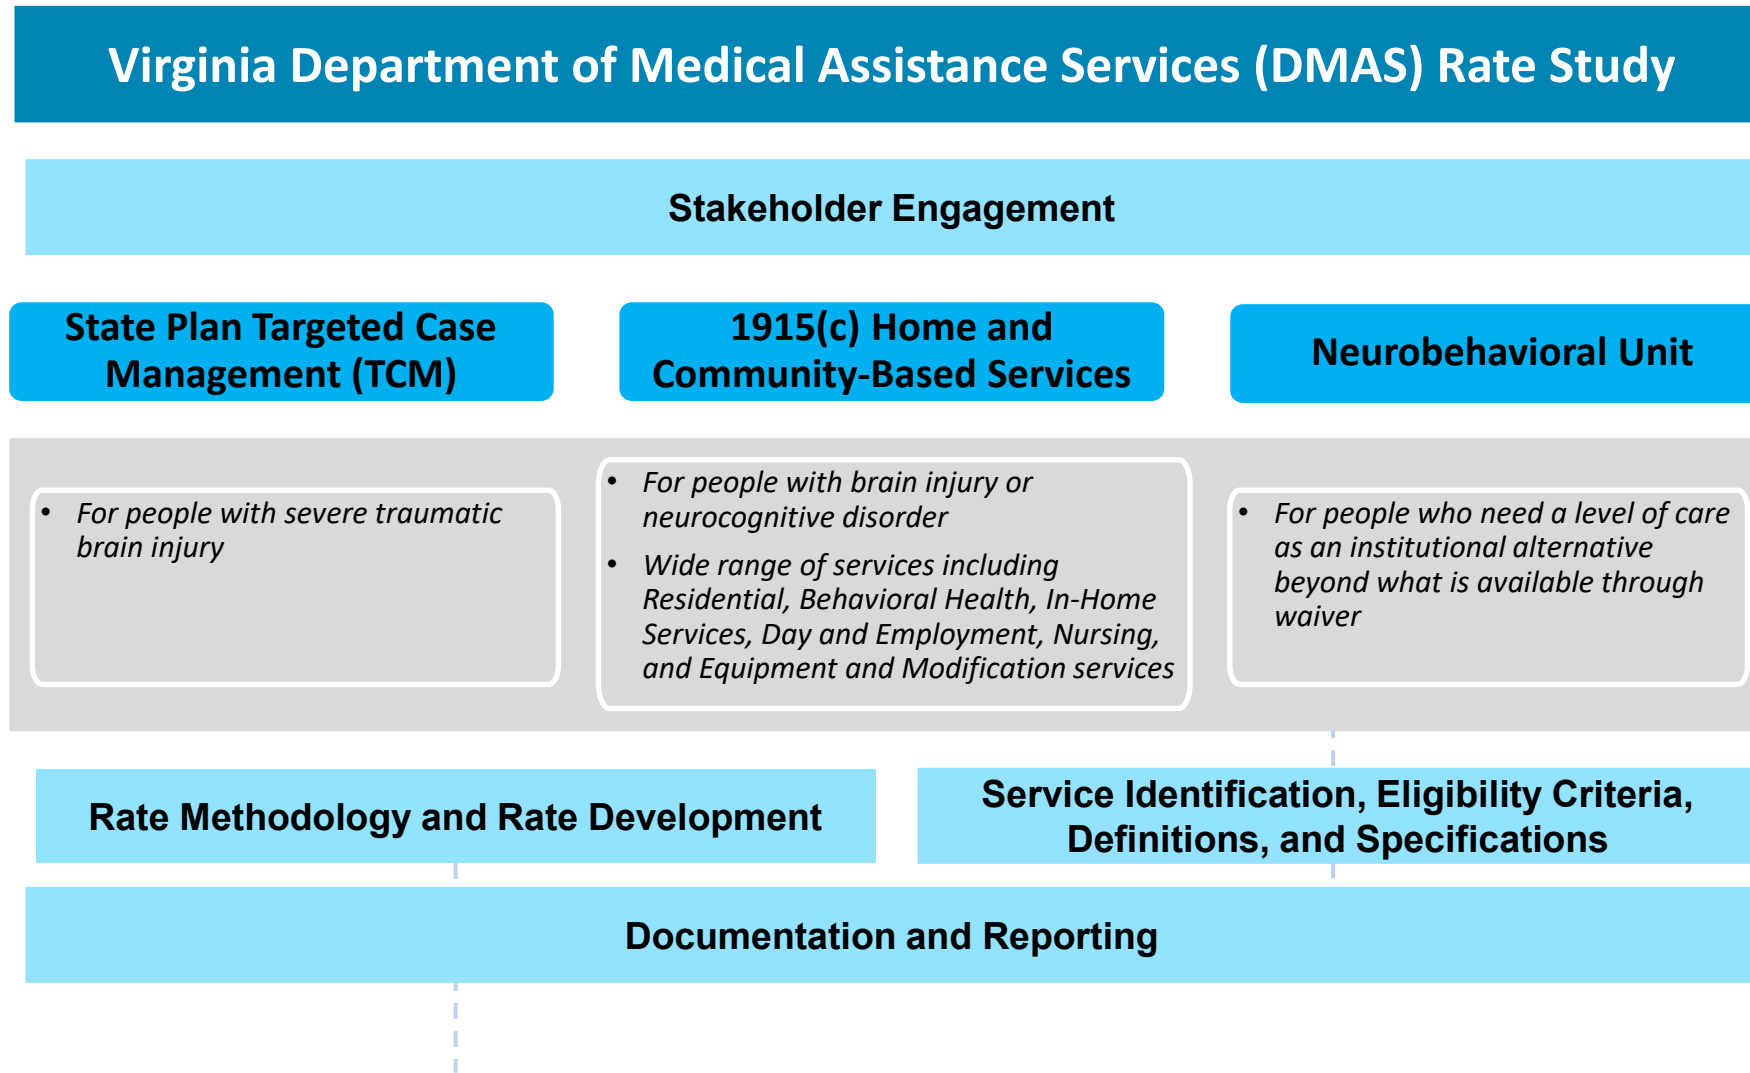 Virginia Department of Medical Assistance Services (DMAS) Rate Study
Stakeholder Engagement
State Plan Targeted Case
Management (TCM)
1915(c) Home and
Community-Based Services
Neurobehavioral Unit
• For people with severe traumatic
brain injury
• For people with brain injury or
neurocognitive disorder
• Wide range of services including
Residential, Behavioral Health, In-Home
Services, Day and Employment, Nursing,
and Equipment and Modification services
• For people who need a level of care
as an institutional alternative
beyond what is available through
waiver
Rate Methodology and Rate Development
Service Identification, Eligibility Criteria,
Definitions, and Specifications
Documentation and Reporting